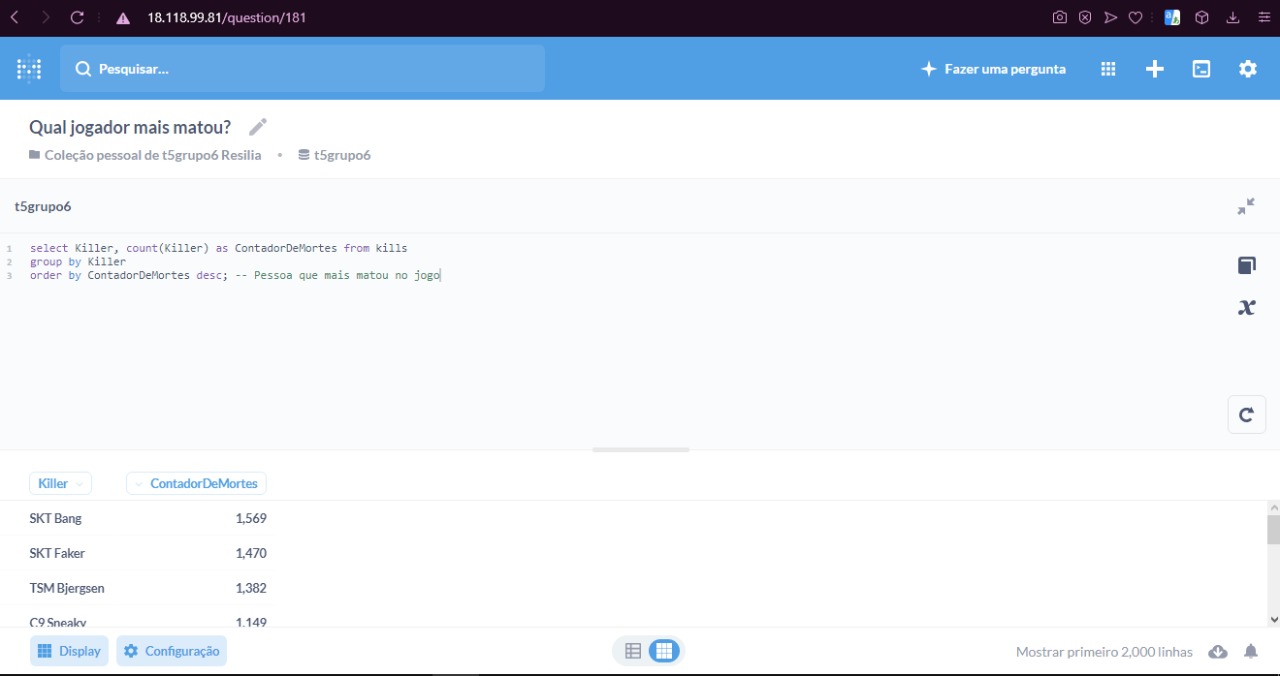 18.118.99.81/question/181
Pesquisar...
Fazer uma pergunta
Qual jogador mais matou?
Coleção pessoal de t5grupo6 Resilia • t5grupo6
t5grupo6
1 select Killer, count(Killer) as ContadorDeMortes from kills
2 group by Killer
3 order by ContadorDeMortes desc; -- Pessoa que mais matou no jogo
Killer ContadorDeMortes
SKT Bang 1,569
SKT Faker 1,470
TSM Bjergsen 1,382
C9 Sneaky 1,149
Display Configuração Mostrar primeiro 2,000 linhas